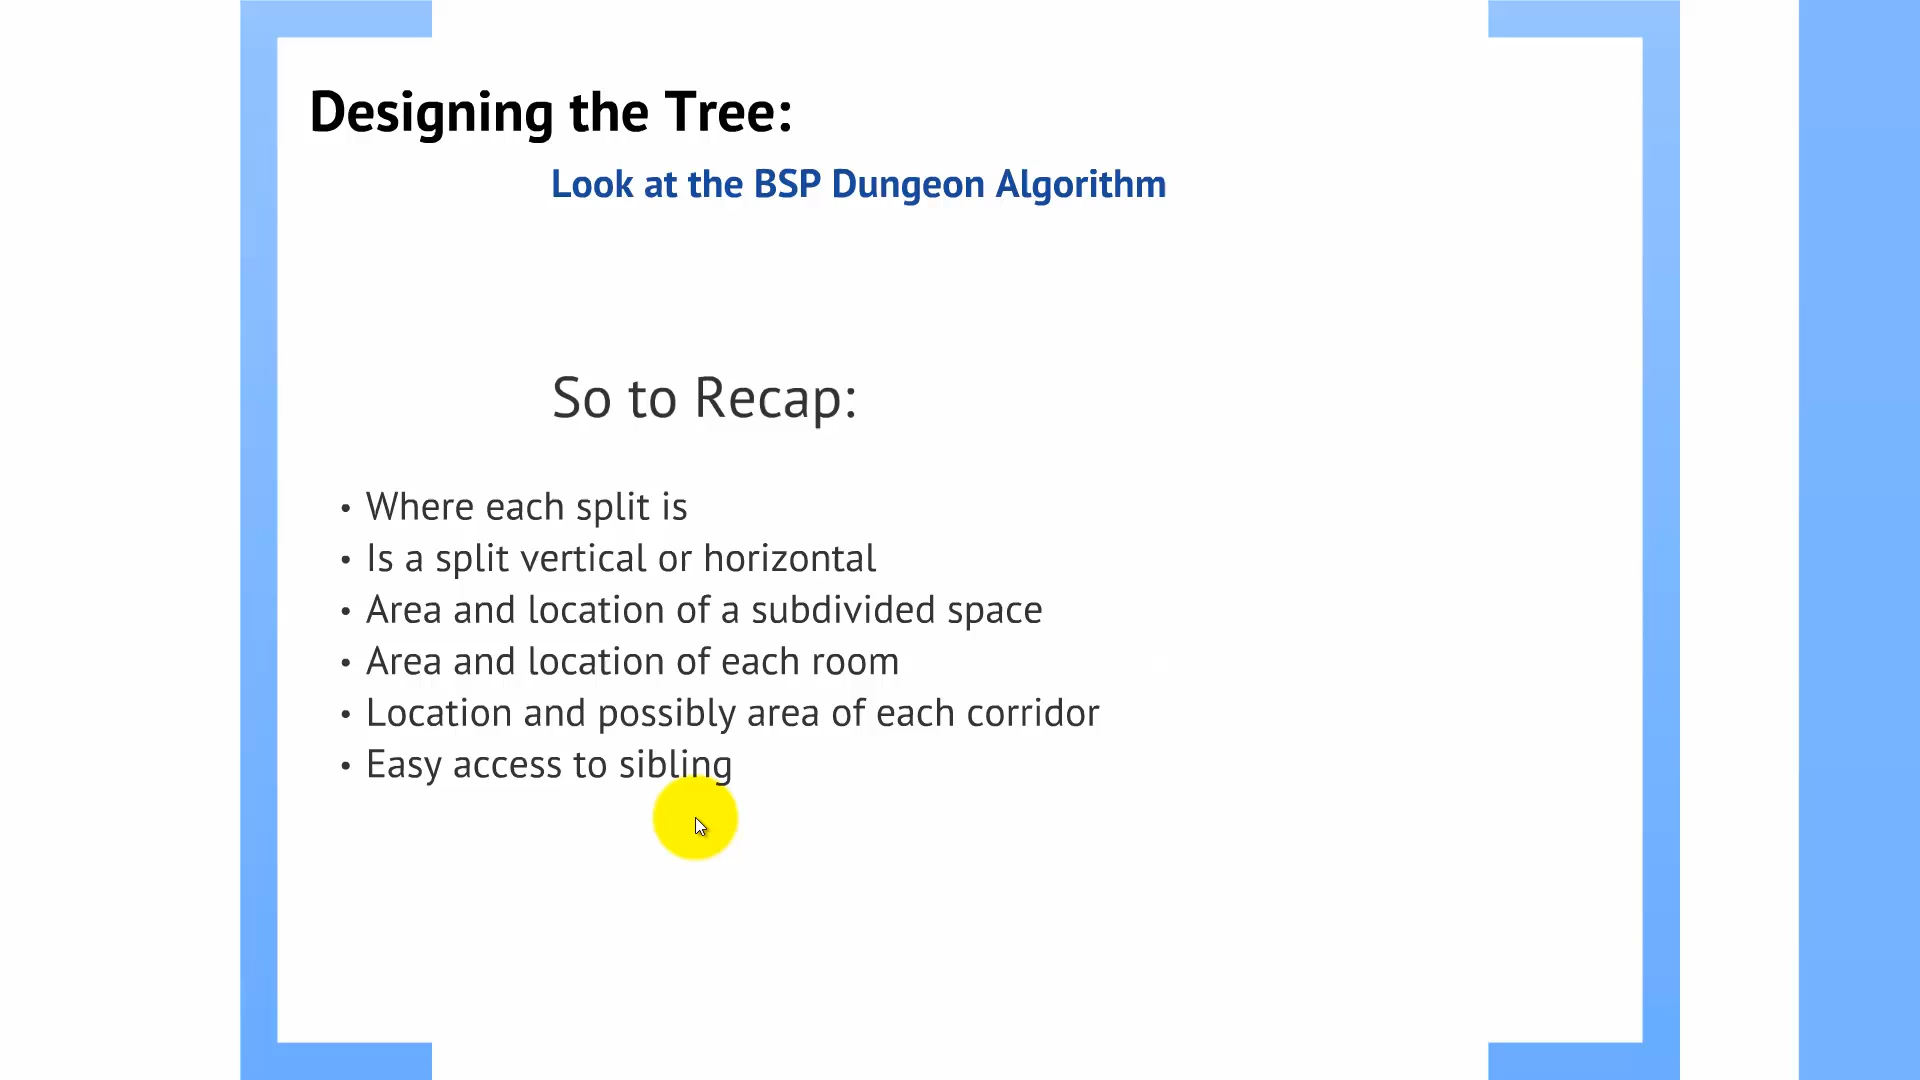 Designing the Tree:
Look at the BSP Dungeon Algorithm
So to Recap:
• Where each split is
• Is a split vertical or horizontal
• Area and location of a subdivided space
• Area and location of each room
• Location and possibly area of each corridor
• Easy access to sibling